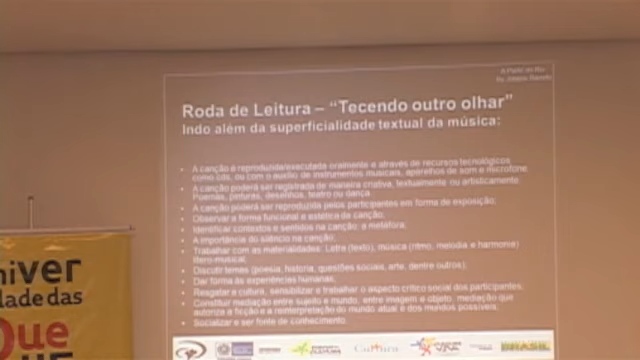 Roda de Leitura – “Tecendo outro olhar”
Indo além da superficialidade textual da música:
• A canção é reproduzida/executada oralmente e através de recursos tecnológicos
como cds, ou com o auxílio de instrumentos musicais, aparelhos de som e microfone.
• A canção poderá ser registrada de maneira criativa, textualmente ou artisticamente:
Poemas, pinturas, desenhos, teatro ou dança.
• A canção poderá ser reproduzida pelos participantes em forma de exposição;
• Observar a forma funcional e estética da canção;
• Identificar contextos e sentidos na canção: a metáfora;
• A importância do silêncio na canção;
• Trabalhar com as materialidades: Letra (texto), música (ritmo, melodia e harmonia)
lítero-musical;
• Discutir temas (poesia, historia, questões sociais, arte, dentre outros);
• Dar forma às experiências humanas;
• Resgatar a cultura, sensibilizar e trabalhar o aspecto crítico social dos participantes;
• Constituir mediação entre sujeito e mundo, entre imagem e objeto, mediação que
autoriza a ficção e a reinterpretação do mundo atual e dos mundos possíveis;
• Socializar e ser fonte de conhecimento.
Cultura
BRASIL
niver
dade das
Que